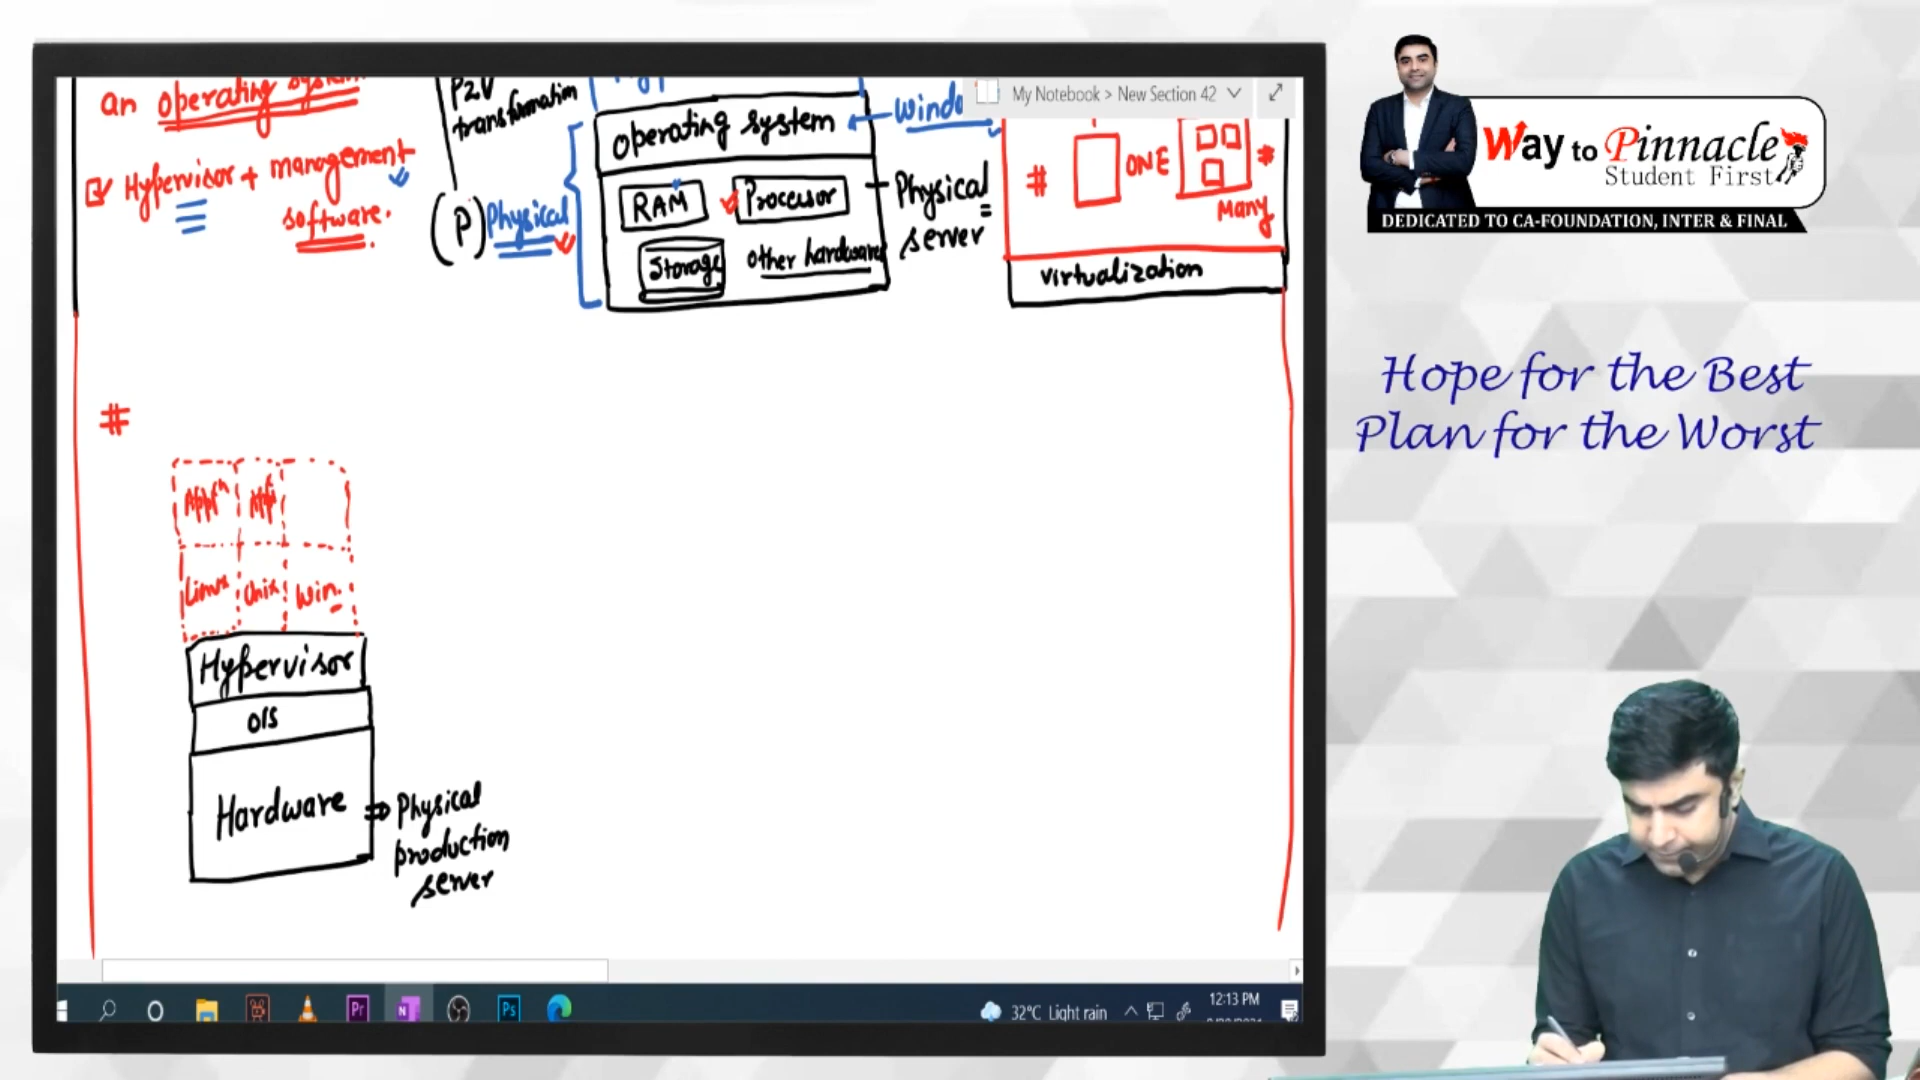 an operating system
Hypervisor + management
software.
P2V
transformation
(P) Physical
operating system
RAM
Processor
Storage
other hardware
Physical
server
My Notebook > New Section 42
#
ONE
#
Many
virtualization
#
Appn
Linux
Unix
Win.
Hypervisor
O/S
Hardware
Physical
production
server
32°C Light rain
12:13 PM
Pr
N
Ps
Way to Pinnacle
Student First
DEDICATED TO CA-FOUNDATION, INTER & FINAL
Hope for the Best
Plan for the Worst